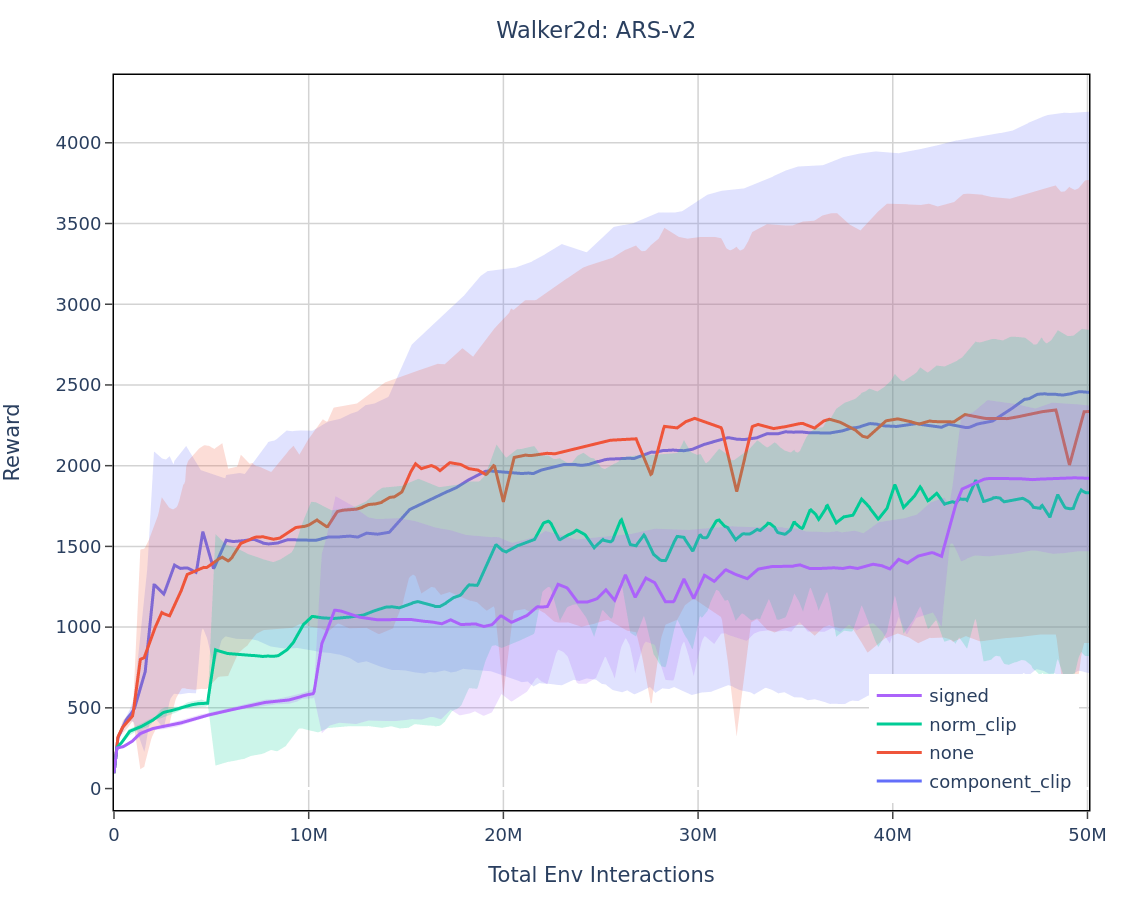 Walker2d: ARS-v2
Reward
4000
3500
3000
2500
2000
1500
1000
500
0
signed
norm_clip
none
component_clip
0
10M
20M
30M
40M
50M
Total Env Interactions